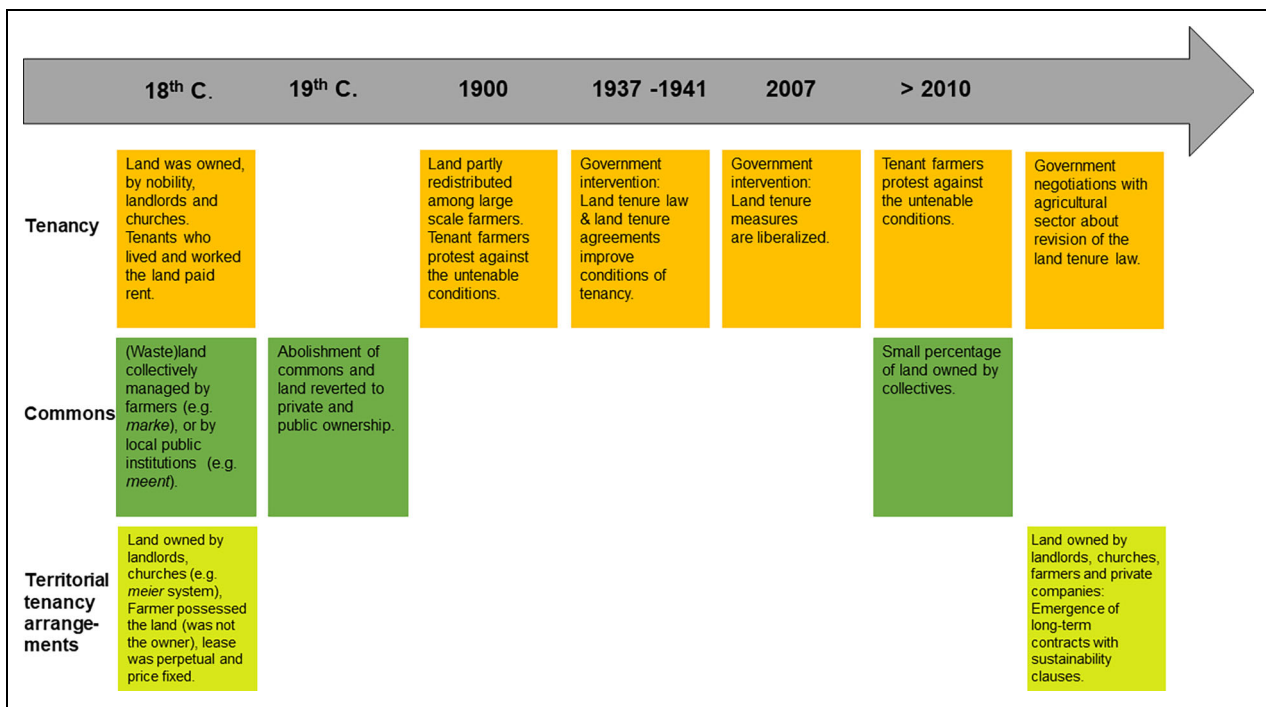 18th C.
19th C.
1900
1937 -1941
2007
> 2010
Tenancy
Land was owned,
by nobility,
landlords and
churches.
Tenants who
lived and worked
the land paid
rent.
Land partly
redistributed
among large
scale farmers.
Tenant farmers
protest against
the untenable
conditions.
Government
intervention:
Land tenure law
& land tenure
agreements
improve
conditions of
tenancy.
Government
intervention:
Land tenure
measures
are liberalized.
Tenant farmers
protest against
the untenable
conditions.
Government
negotiations with
agricultural
sector about
revision of the
land tenure law.
Commons
(Waste)land
collectively
managed by
farmers (e.g.
marke), or by
local public
institutions (e.g.
meent).
Abolishment of
commons and
land reverted to
private and
public ownership.
Small percentage
of land owned by
collectives.
Territorial
tenancy
arrange-
ments
Land owned by
landlords,
churches (e.g.
meier system),
Farmer possessed
the land (was not
the owner), lease
was perpetual and
price fixed.
Land owned by
landlords, churches,
farmers and private
companies:
Emergence of
long-term
contracts with
sustainability
clauses.